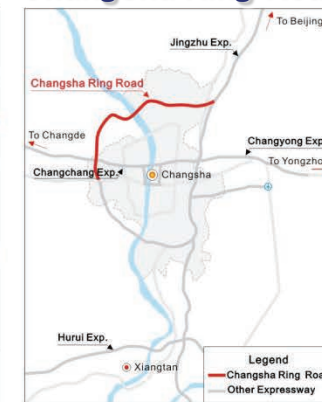 To Beijing
Jingzhu Exp.
Changsha Ring Road
To Changde
Changyong Exp
To Yongzho
Changchang Exp.
Changsha
Hurui Exp.
Xiangtan
Legend
Changsha Ring Roa
Other Expressway